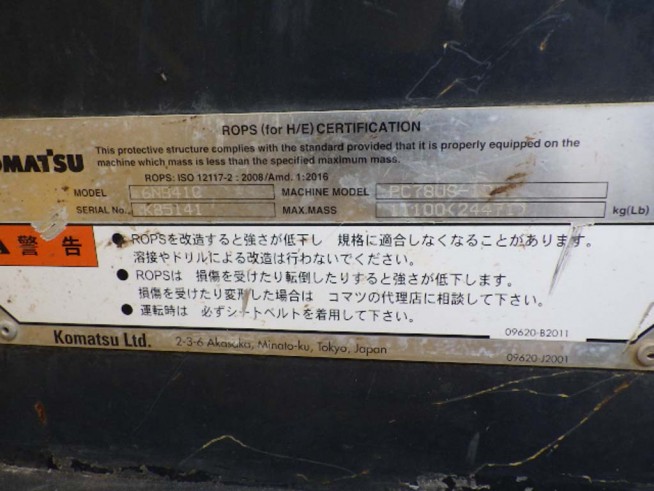 ROPS (for H/E) CERTIFICATION
OMATSU
This protective structure complies with the standard provided that it is properly equipped on the
machine which mass is less than the specified maximum mass.
ROPS: ISO 12117-2 : 2008/Amd. 1:2016
MODEL MACHINE MODEL PC78US-1
SERIAL No. K85141 MAX.MASS 11100(24471) kg(Lb)
警告
● ROPSを改造すると強さが低下し 規格に適合しなくなることがあります。
溶接やドリルによる改造は行わないでください。
● ROPSは 損傷を受けたり転倒したりすると強さが低下します。
損傷を受けたり変形した場合は コマツの代理店に相談して下さい。
● 運転時は 必ずシートベルトを着用して下さい。
09620-B2011
Komatsu Ltd. 2-3-6 Akasaka, Minato-ku, Tokyo, Japan
09620-J2001